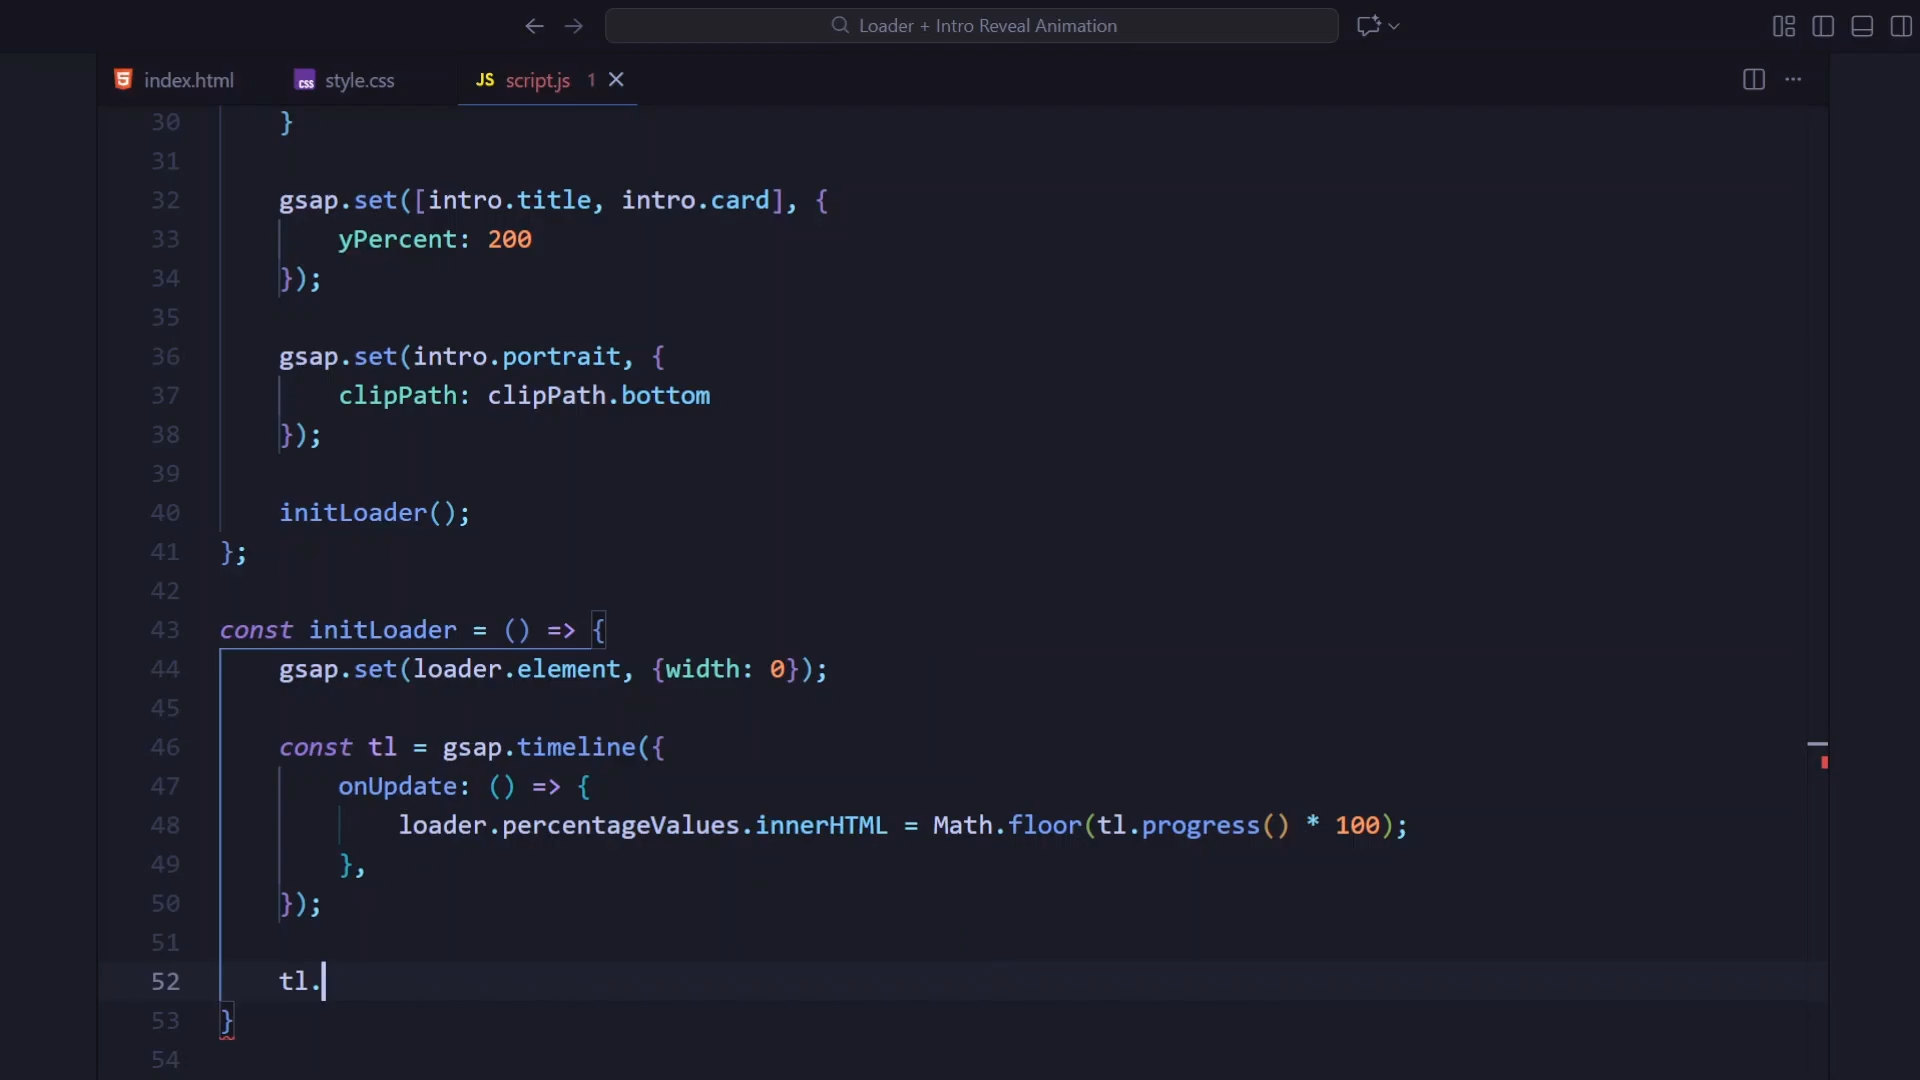 Loader + Intro Reveal Animation
index.html
css style.css
JS script.js 1
30 }
31
32 gsap.set([intro.title, intro.card], {
33 yPercent: 200
34 });
35
36 gsap.set(intro.portrait, {
37 clipPath: clipPath.bottom
38 });
39
40 initLoader();
41 };
42
43 const initLoader = () => {
44 gsap.set(loader.element, {width: 0});
45
46 const tl = gsap.timeline({
47 onUpdate: () => {
48 loader.percentageValues.innerHTML = Math.floor(tl.progress() * 100);
49 },
50 });
51
52 tl.
53 }
54